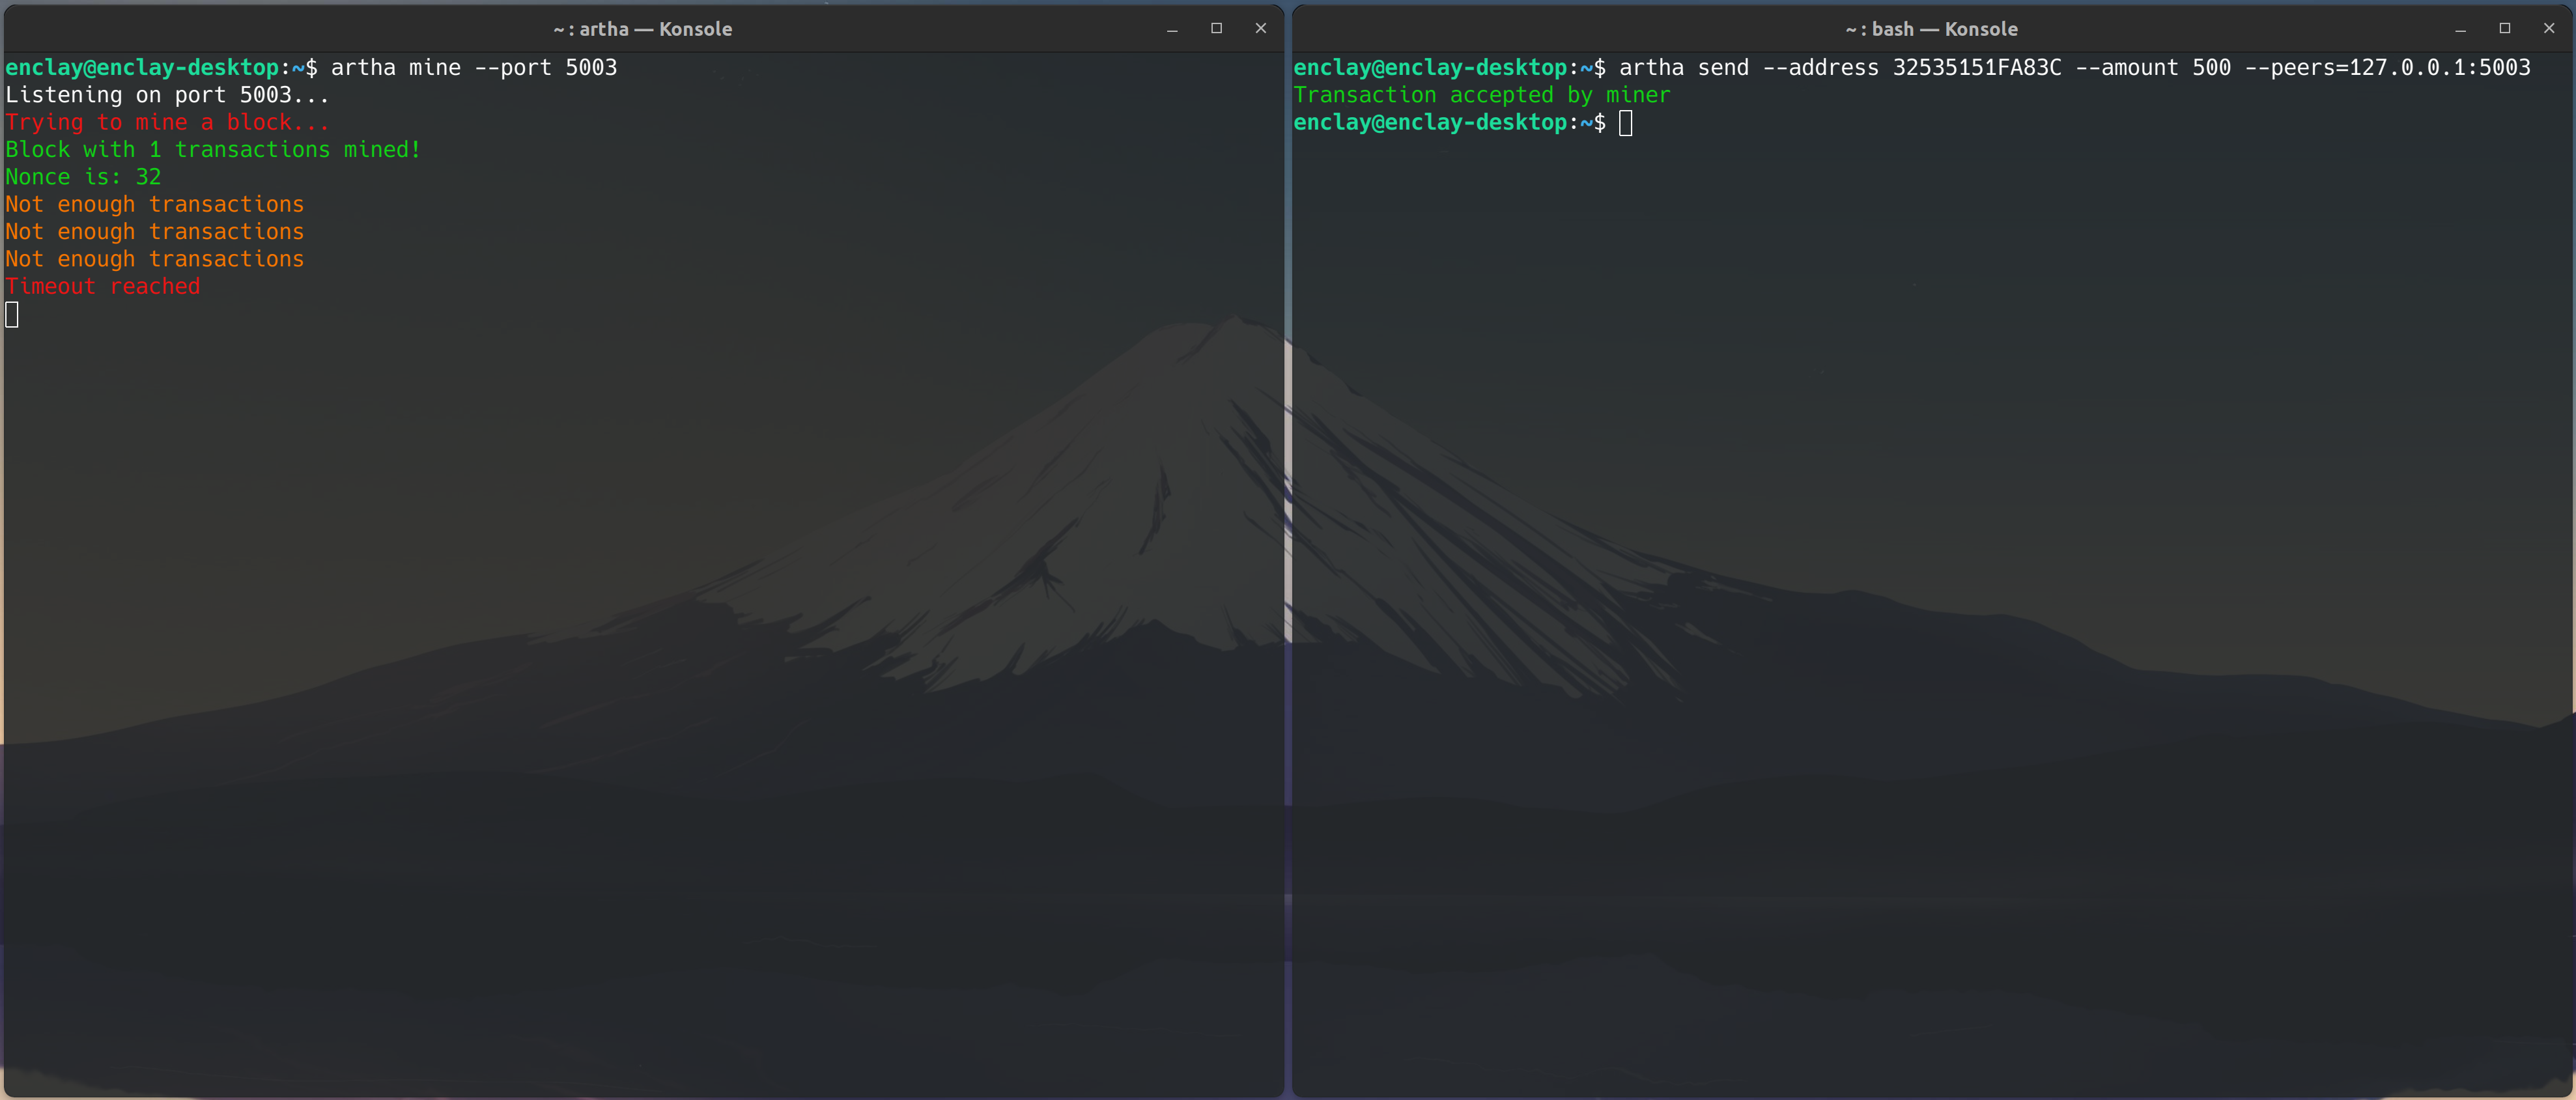 ~ : artha — Konsole
enclay@enclay-desktop:~$ artha mine --port 5003
Listening on port 5003...
Trying to mine a block...
Block with 1 transactions mined!
Nonce is: 32
Not enough transactions
Not enough transactions
Not enough transactions
Timeout reached
~ : bash — Konsole
enclay@enclay-desktop:~$ artha send --address 32535151FA83C --amount 500 --peers=127.0.0.1:5003
Transaction accepted by miner
enclay@enclay-desktop:~$